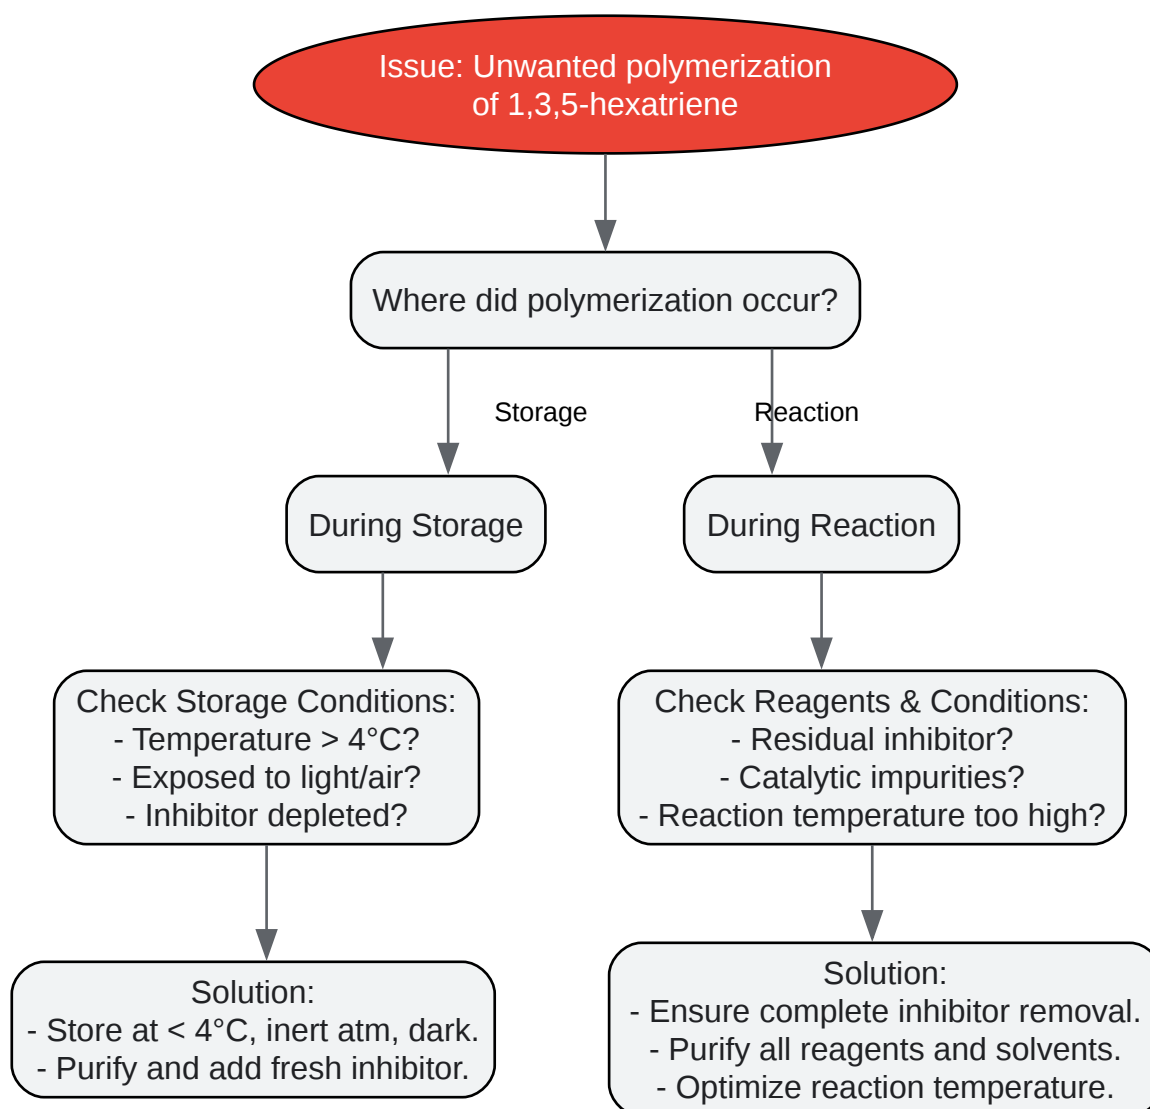 Issue: Unwanted polymerization
of 1,3,5-hexatriene
Where did polymerization occur?
Storage
Reaction
During Storage
During Reaction
Check Storage Conditions:
- Temperature > 4°C?
- Exposed to light/air?
- Inhibitor depleted?
Check Reagents & Conditions:
- Residual inhibitor?
- Catalytic impurities?
- Reaction temperature too high?
Solution:
- Store at < 4°C, inert atm, dark.
- Purify and add fresh inhibitor.
Solution:
- Ensure complete inhibitor removal.
- Purify all reagents and solvents.
- Optimize reaction temperature.